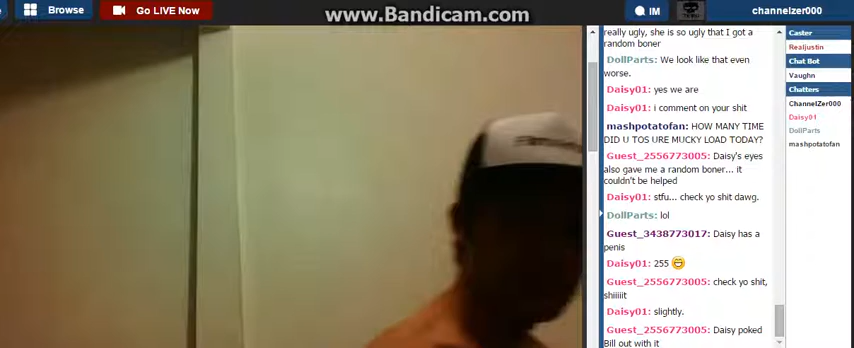 Browse
Go LIVE Now
www.Bandicam.com
IM
channelzer000
really ugly, she is so ugly that I got a
random boner
DollParts: We look like that even
worse.
Daisy01: yes we are
Daisy01: i comment on your shit
mashpotatofan: HOW MANY TIME
DID U TOS URE MUCKY LOAD TODAY?
Guest_2556773005: Daisy's eyes
also gave me a random boner... it
couldn't be helped
Daisy01: stfu... check yo shit dawg.
DollParts: lol
Guest_3438773017: Daisy has a
penis
Daisy01: 255
Guest_2556773005: check yo shit,
shiiiiit
Daisy01: slightly.
Guest_2556773005: Daisy poked
Bill out with it
Caster
Realjustin
Chat Bot
Vaughn
Chatters
ChannelZer000
Daisy01
DollParts
mashpotatofan